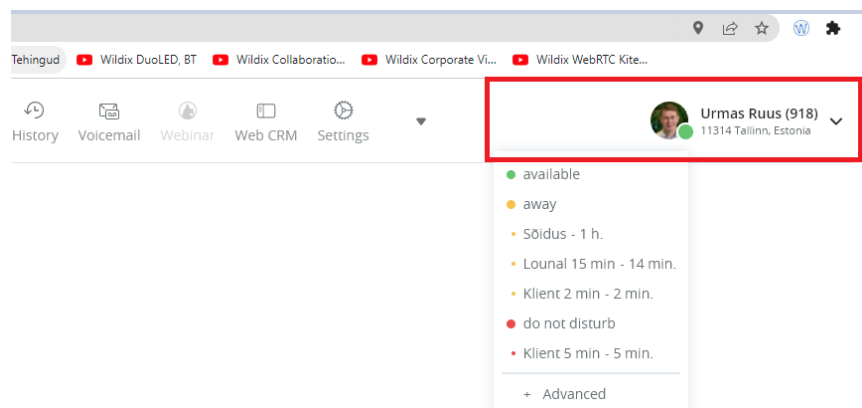 Tehingud Wildix DuoLED, BT Wildix Collaboratio... Wildix Corporate Vi... Wildix WebRTC Kite...
History Voicemail Webinar Web CRM Settings
Urmas Ruus (918)
11314 Tallinn, Estonia
available
away
Sõidus - 1 h.
Lounal 15 min - 14 min.
Klient 2 min - 2 min.
do not disturb
Klient 5 min - 5 min.
+ Advanced